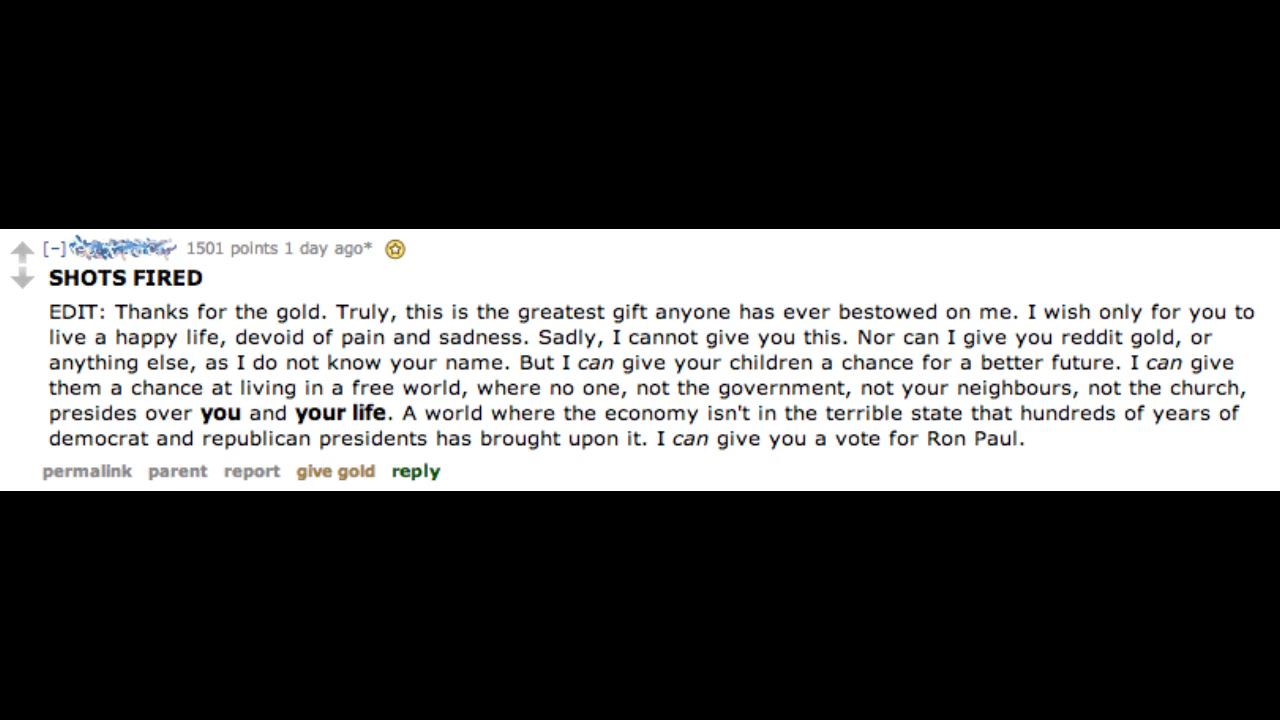 [-] 1501 points 1 day ago*
SHOTS FIRED
EDIT: Thanks for the gold. Truly, this is the greatest gift anyone has ever bestowed on me. I wish only for you to
live a happy life, devoid of pain and sadness. Sadly, I cannot give you this. Nor can I give you reddit gold, or
anything else, as I do not know your name. But I can give your children a chance for a better future. I can give
them a chance at living in a free world, where no one, not the government, not your neighbours, not the church,
presides over you and your life. A world where the economy isn't in the terrible state that hundreds of years of
democrat and republican presidents has brought upon it. I can give you a vote for Ron Paul.
permalink parent report give gold reply